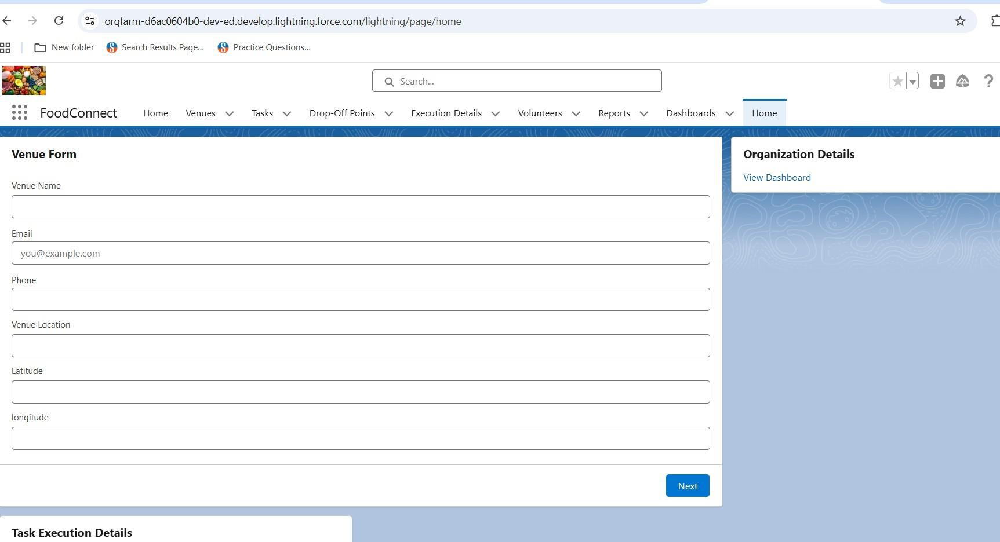 orgfarm-d6ac0604b0-dev-ed.develop.lightning.force.com/lightning/page/home
New folder Search Results Page... Practice Questions...
Search...
FoodConnect Home Venues Tasks Drop-Off Points Execution Details Volunteers Reports Dashboards Home
Venue Form
Organization Details
View Dashboard
Venue Name
Email
you@example.com
Phone
Venue Location
Latitude
longitude
Next
Task Execution Details